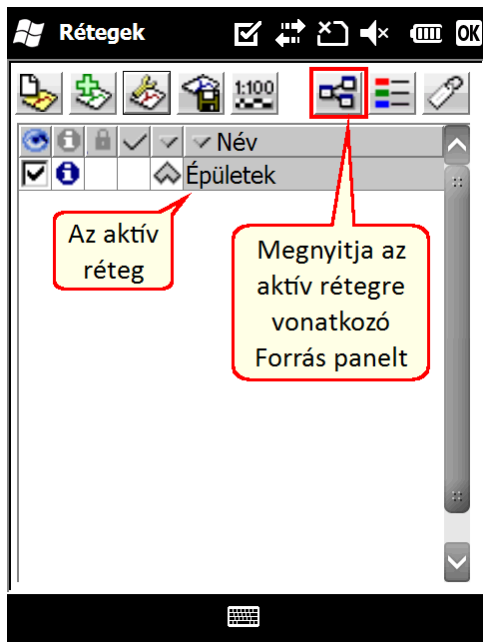 Rétegek
OK
1:100
Név
Épületek
Az aktív
réteg
Megnyitja az
aktív rétegre
vonatkozó
Forrás panelt